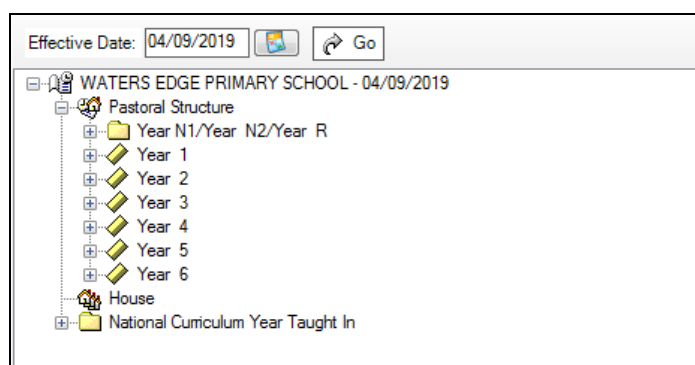 Effective Date: 04/09/2019 Go
WATERS EDGE PRIMARY SCHOOL - 04/09/2019
Pastoral Structure
Year N1/Year N2/Year R
Year 1
Year 2
Year 3
Year 4
Year 5
Year 6
House
National Curriculum Year Taught In